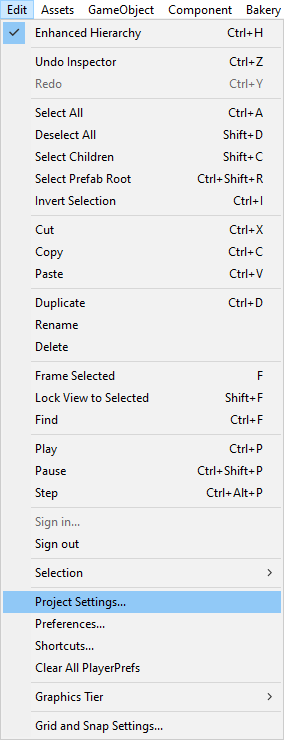 Edit Assets GameObject Component Bakery
Enhanced Hierarchy Ctrl+H
Undo Inspector Ctrl+Z
Redo Ctrl+Y
Select All Ctrl+A
Deselect All Shift+D
Select Children Shift+C
Select Prefab Root Ctrl+Shift+R
Invert Selection Ctrl+I
Cut Ctrl+X
Copy Ctrl+C
Paste Ctrl+V
Duplicate Ctrl+D
Rename
Delete
Frame Selected F
Lock View to Selected Shift+F
Find Ctrl+F
Play Ctrl+P
Pause Ctrl+Shift+P
Step Ctrl+Alt+P
Sign in...
Sign out
Selection
Project Settings...
Preferences...
Shortcuts...
Clear All PlayerPrefs
Graphics Tier
Grid and Snap Settings...